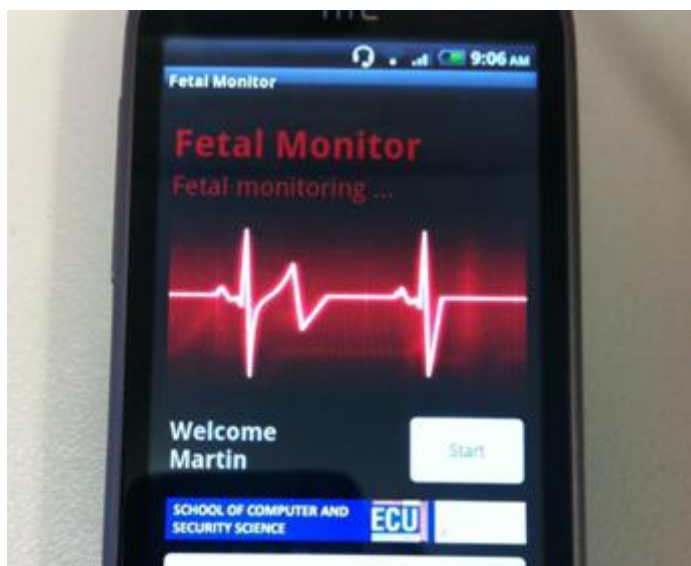 9:06 AM
Fetal Monitor
Fetal Monitor
Fetal monitoring ...
Welcome
Martin
Start
SCHOOL OF COMPUTER AND
SECURITY SCIENCE
ECU